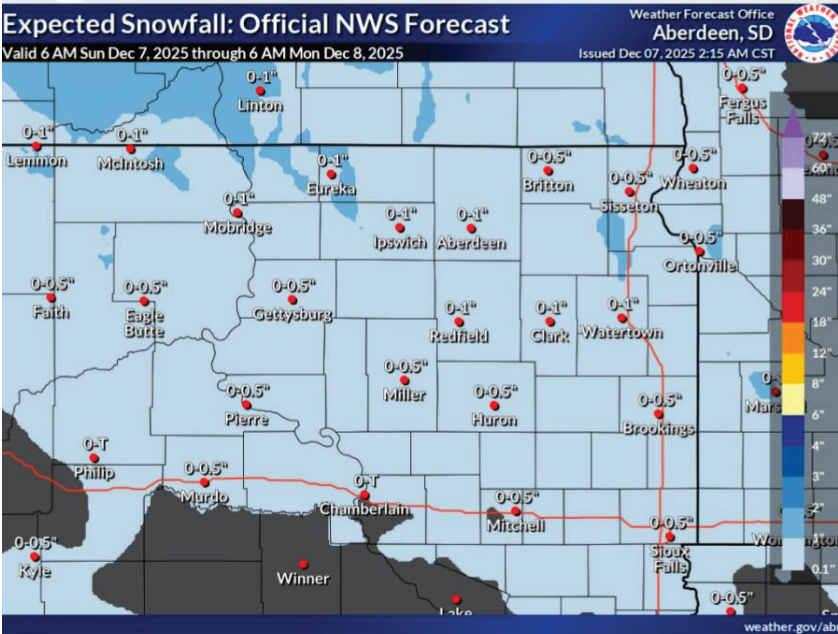 Expected Snowfall: Official NWS Forecast
Valid 6 AM Sun Dec 7, 2025 through 6 AM Mon Dec 8, 2025
Weather Forecast Office
Aberdeen, SD
Issued Dec 07, 2025 2:15 AM CST
NATIONAL WEATHER
0-1"
Linton
0-0.5"
Fergus
Falls
0-1"
Lemmon
0-1"
McIntosh
0-1"
Eureka
0-0.5"
Britton
0-0.5"
Sisseton
0-0.5"
Wheaton
0-1"
Mobridge
0-1"
Ipswich
0-1"
Aberdeen
0-0.5"
Ortonville
0-0.5"
Faith
0-0.5"
Eagle
Butte
0-0.5"
Gettysburg
0-1"
Redfield
0-1"
Clark
0-1"
Watertown
0-0.5"
Pierre
0-0.5"
Miller
0-0.5"
Huron
0-0.5"
Brookings
0-T
Philip
0-0.5"
Murdo
0-T
Chamberlain
0-0.5"
Mitchell
0-0.5"
Sioux
Falls
0-0.5"
Kyle
Winner
Lake
0-0.5"
72"
60"
48"
36"
30"
24"
18"
12"
8"
6"
4"
3"
2"
1"
0.1"
weather.gov/abr